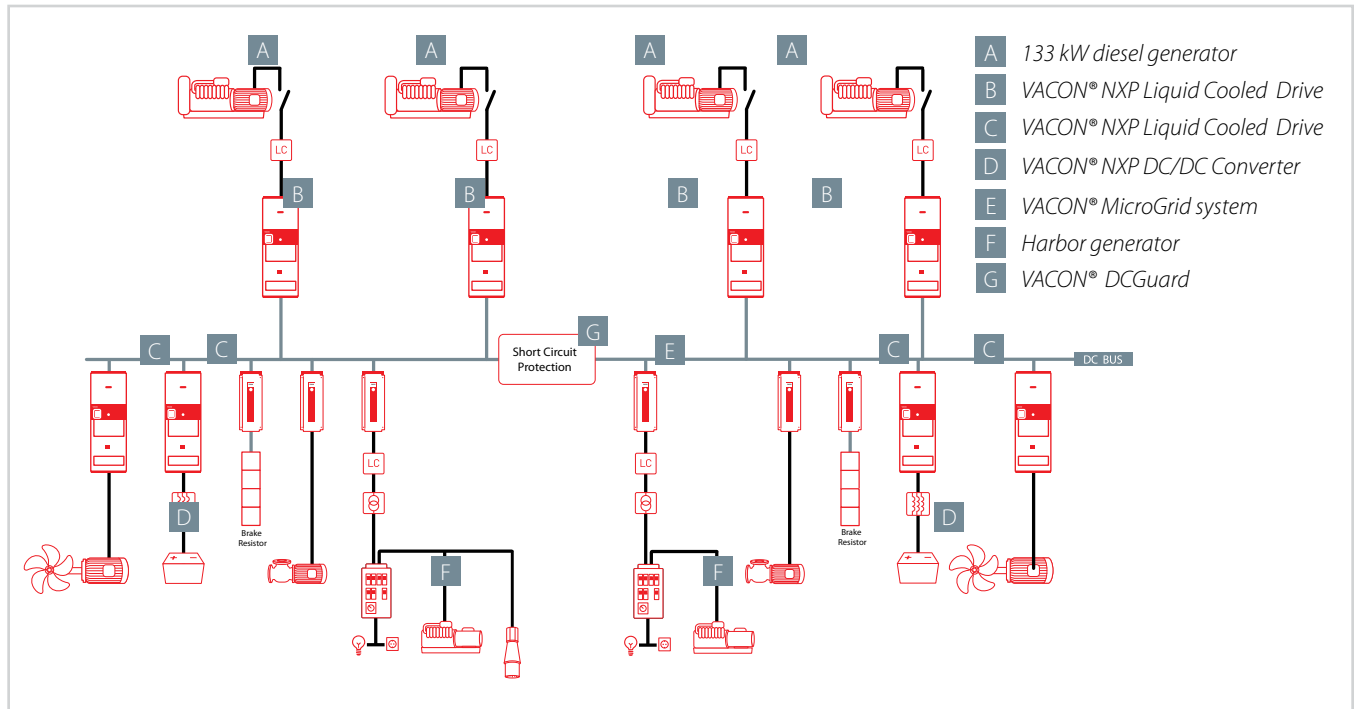 A
A
A
A
A 133 kW diesel generator
B VACON® NXP Liquid Cooled Drive
C VACON® NXP Liquid Cooled Drive
D VACON® NXP DC/DC Converter
E VACON® MicroGrid system
F Harbor generator
G VACON® DCGuard
LC
LC
LC
LC
B
B
B
B
G
Short Circuit
Protection
C
C
E
C
C
DC BUS
LC
LC
D
D
Brake
Resistor
Brake
Resistor
+ −
+ −
F
F